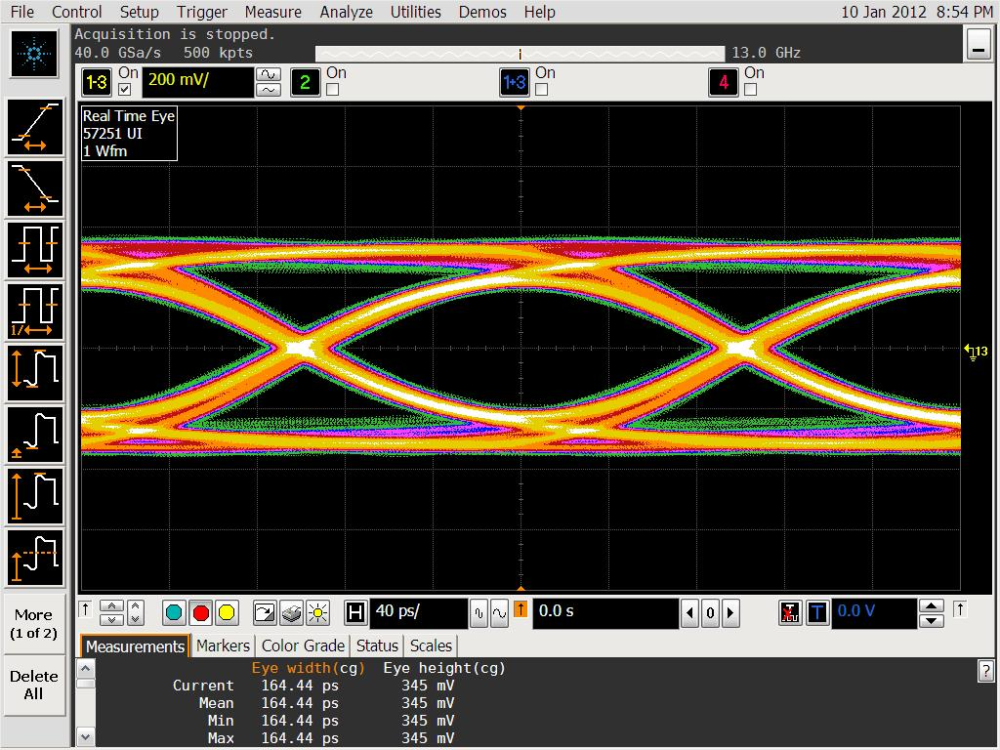 File Control Setup Trigger Measure Analyze Utilities Demos Help 10 Jan 2012 8:54 PM
Acquisition is stopped.
40.0 GSa/s 500 kpts 13.0 GHz
1-3 On 200 mV/ 2 On 1+3 On 4 On
Real Time Eye
57251 UI
1 Wfm
13
1/
More
(1 of 2)
Delete
All
H 40 ps/ 0.0 s 0 T 0.0 V
Measurements Markers Color Grade Status Scales
Eye width(cg) Eye height(cg)
?
Current 164.44 ps 345 mV
Mean 164.44 ps 345 mV
Min 164.44 ps 345 mV
Max 164.44 ps 345 mV